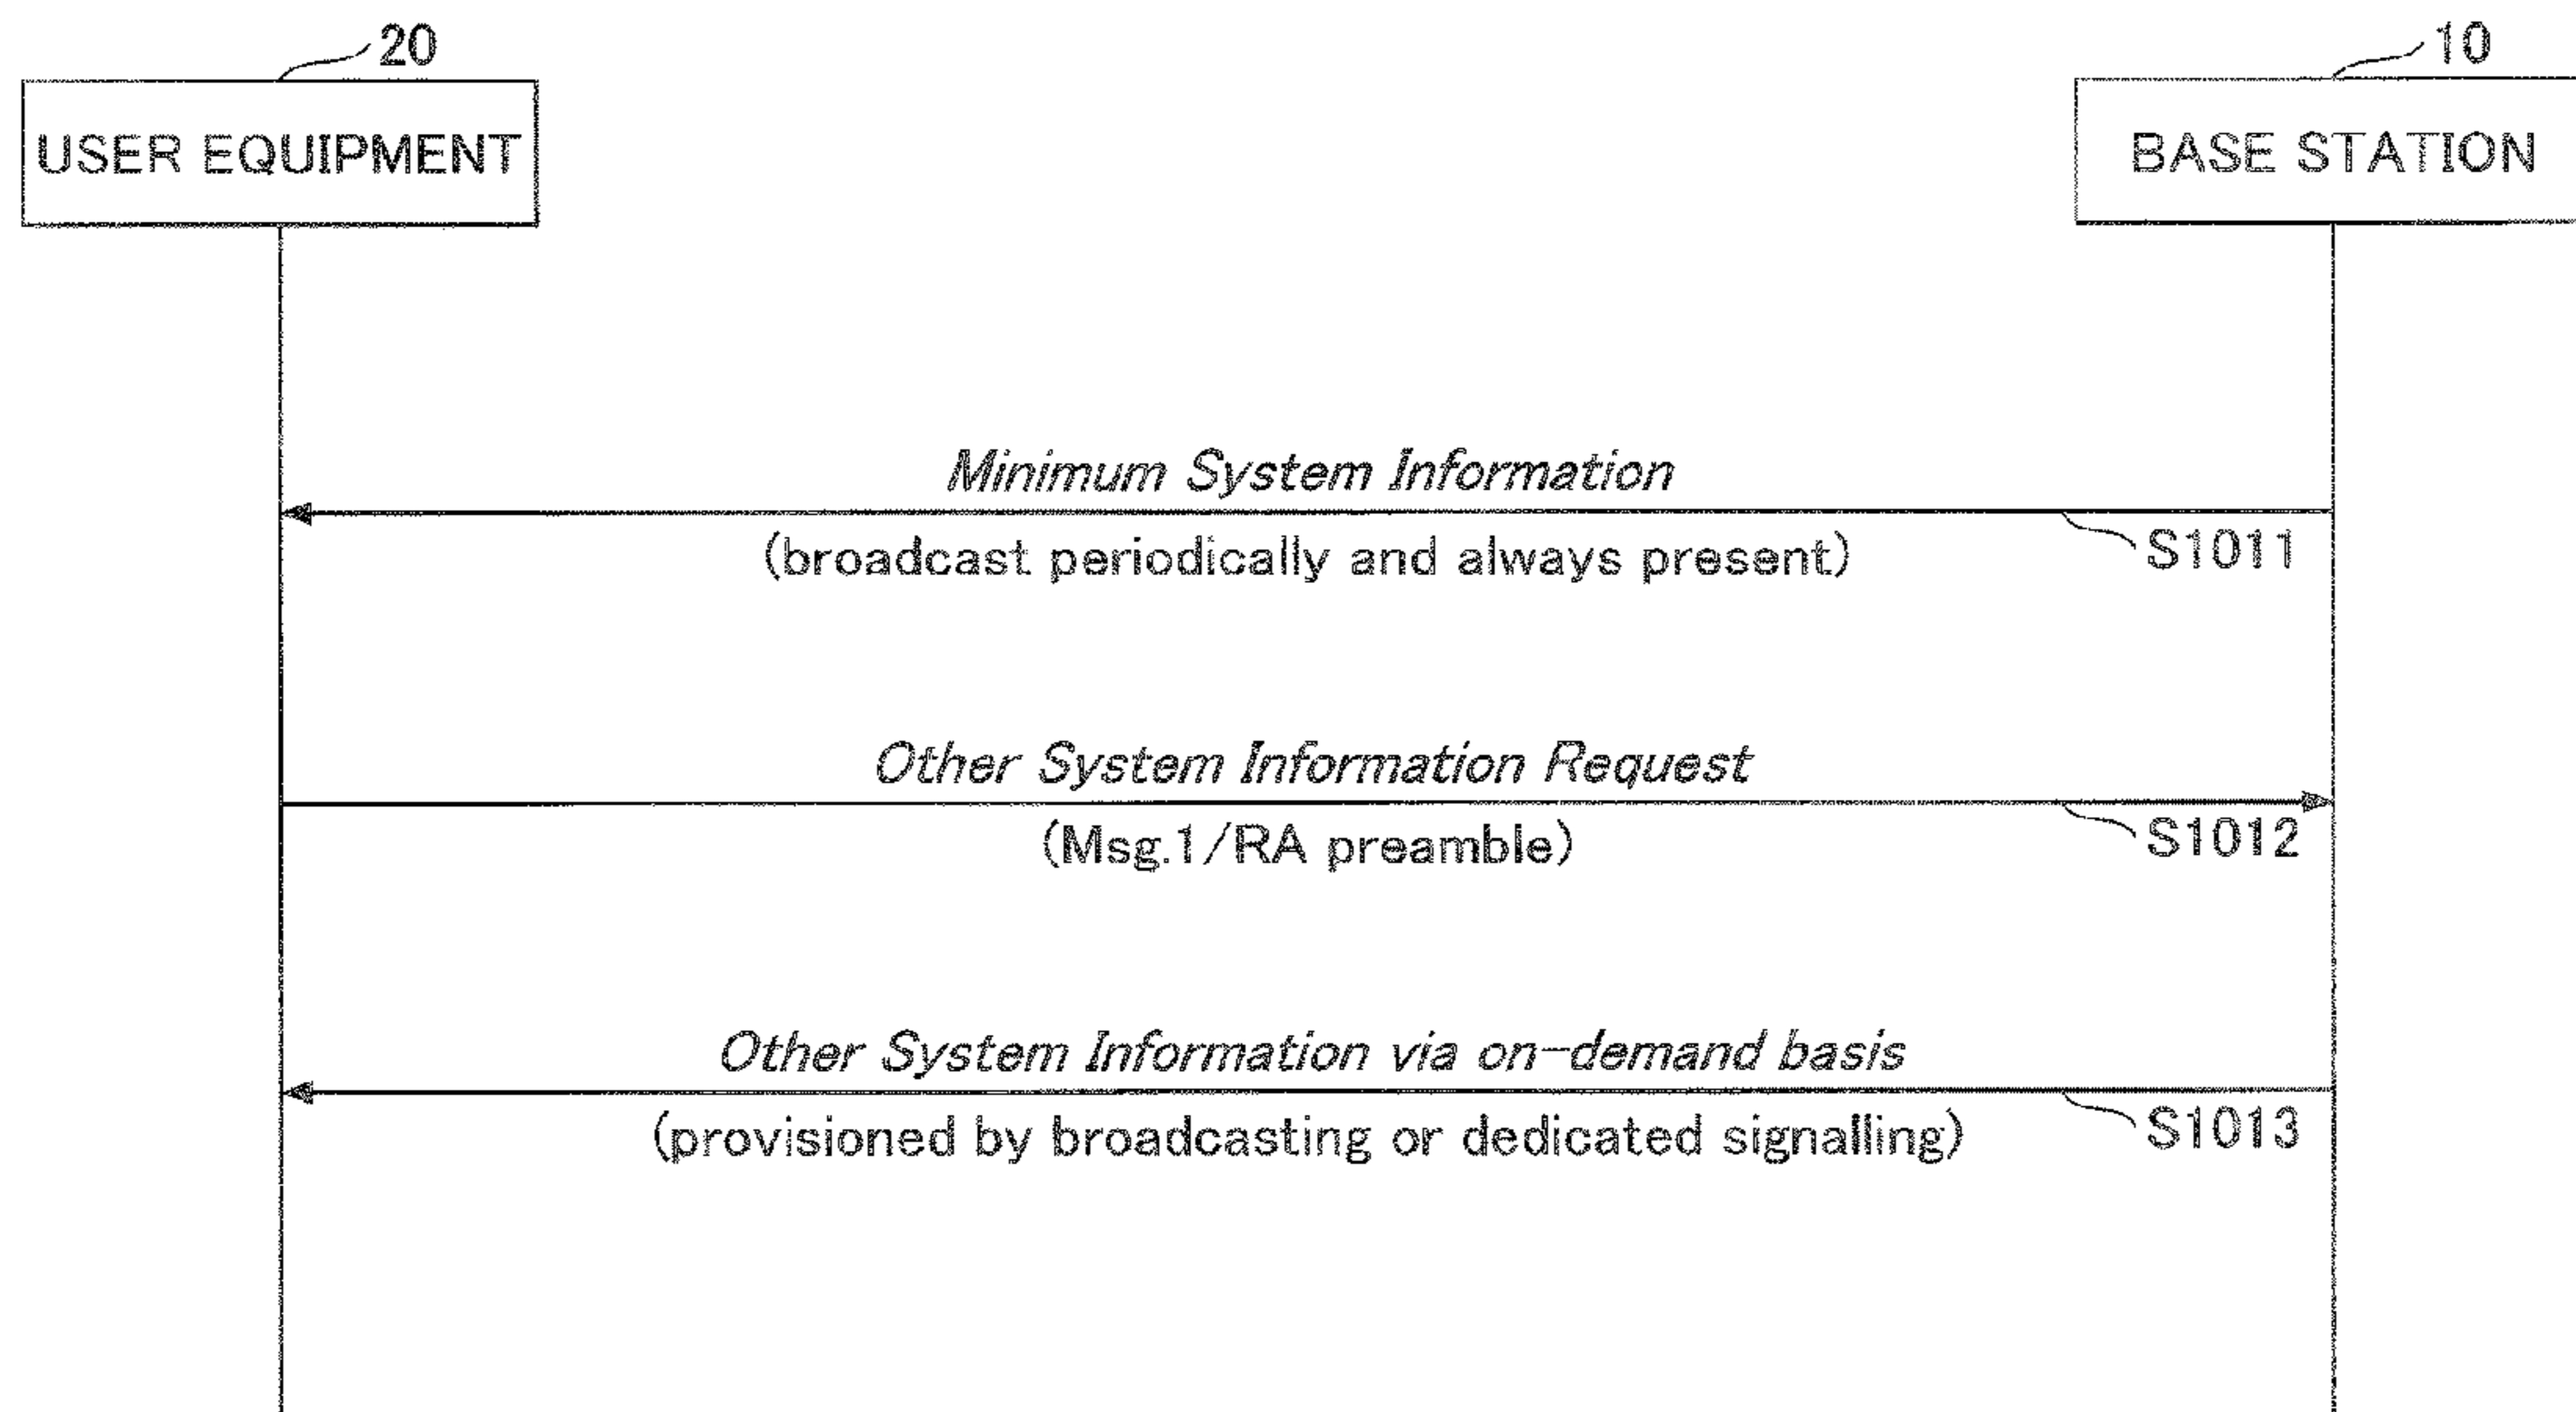 20
10
USER EQUIPMENT
BASE STATION
Minimum System Information
(broadcast periodically and always present)
S1011
Other System Information Request
(Msg.1/RA preamble)
S1012
Other System Information via on-demand basis
(provisioned by broadcasting or dedicated signalling)
S1013